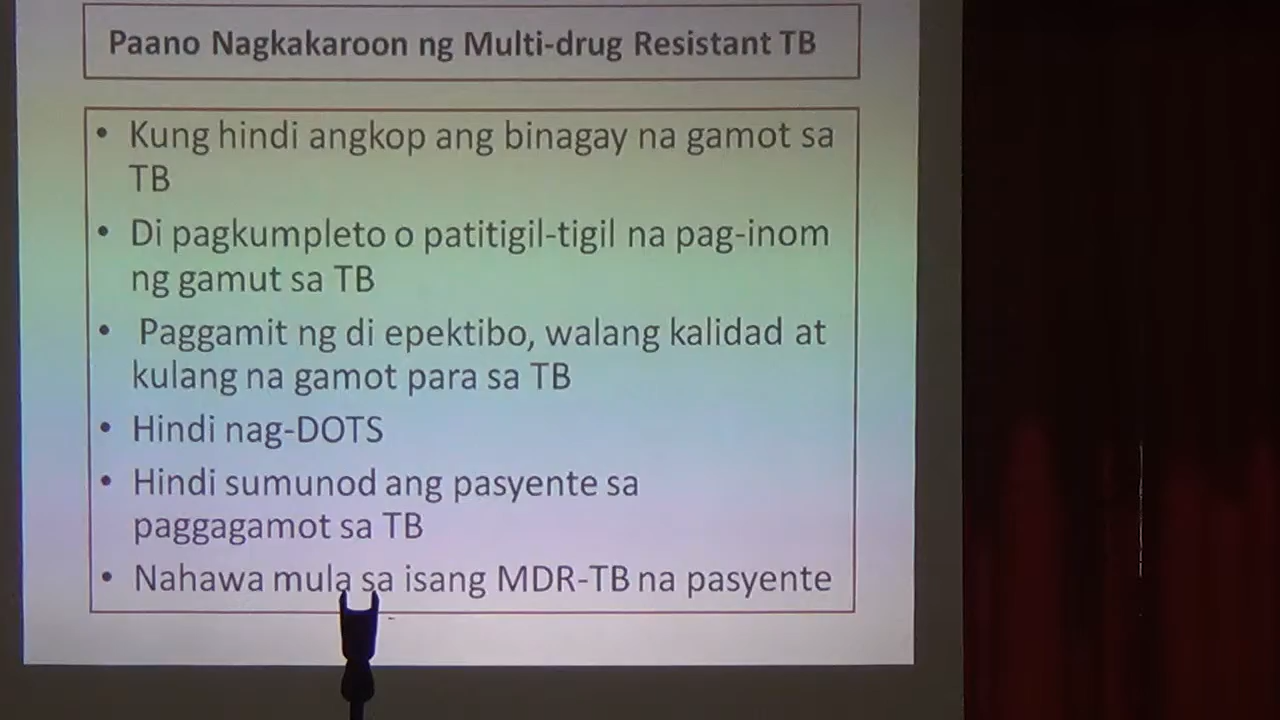 Paano Nagkakaroon ng Multi-drug Resistant TB
• Kung hindi angkop ang binagay na gamot sa
TB
• Di pagkumpleto o patitigil-tigil na pag-inom
ng gamut sa TB
• Paggamit ng di epektibo, walang kalidad at
kulang na gamot para sa TB
• Hindi nag-DOTS
• Hindi sumunod ang pasyente sa
paggagamot sa TB
• Nahawa mula sa isang MDR-TB na pasyente